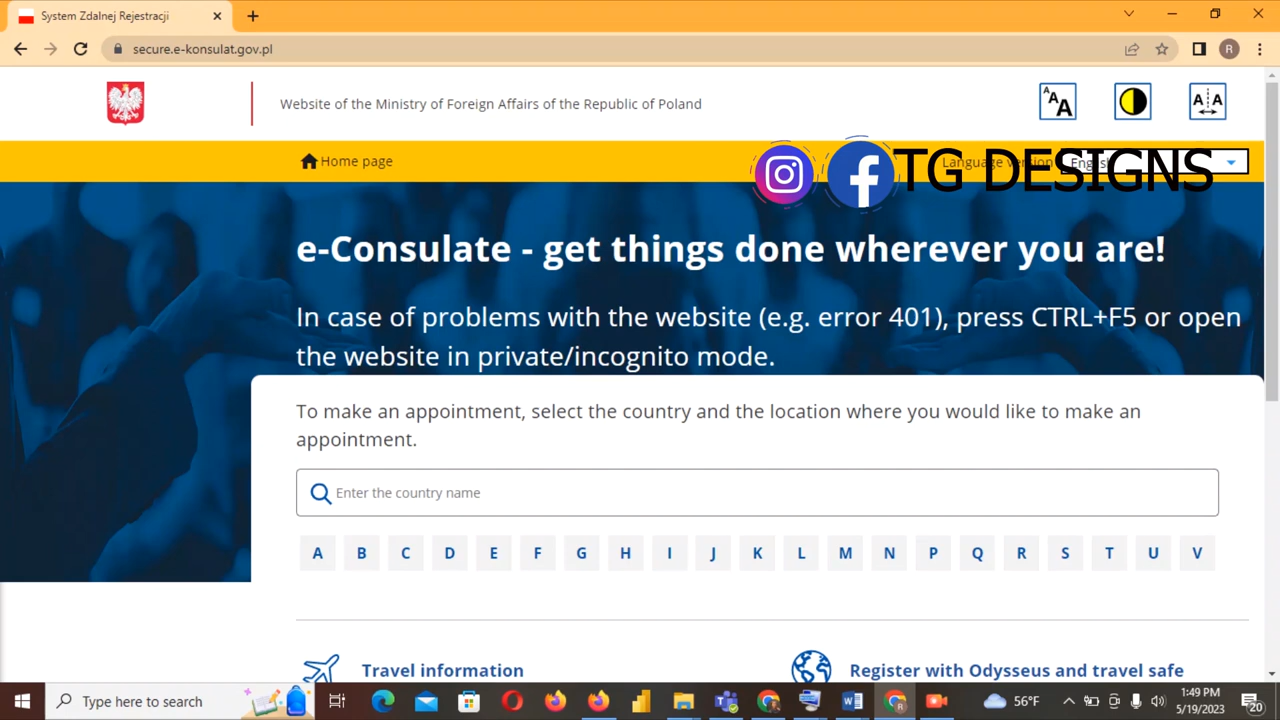 System Zdalnej Rejestracji
secure.e-konsulat.gov.pl
R
Website of the Ministry of Foreign Affairs of the Republic of Poland
A A A
A A
Home page
Language version
English
TG DESIGNS
e-Consulate - get things done wherever you are!
In case of problems with the website (e.g. error 401), press CTRL+F5 or open
the website in private/incognito mode.
To make an appointment, select the country and the location where you would like to make an
appointment.
Enter the country name
A B C D E F G H I J K L M N P Q R S T U V
Travel information
Register with Odysseus and travel safe
Type here to search
56°F
1:49 PM
5/19/2023
20